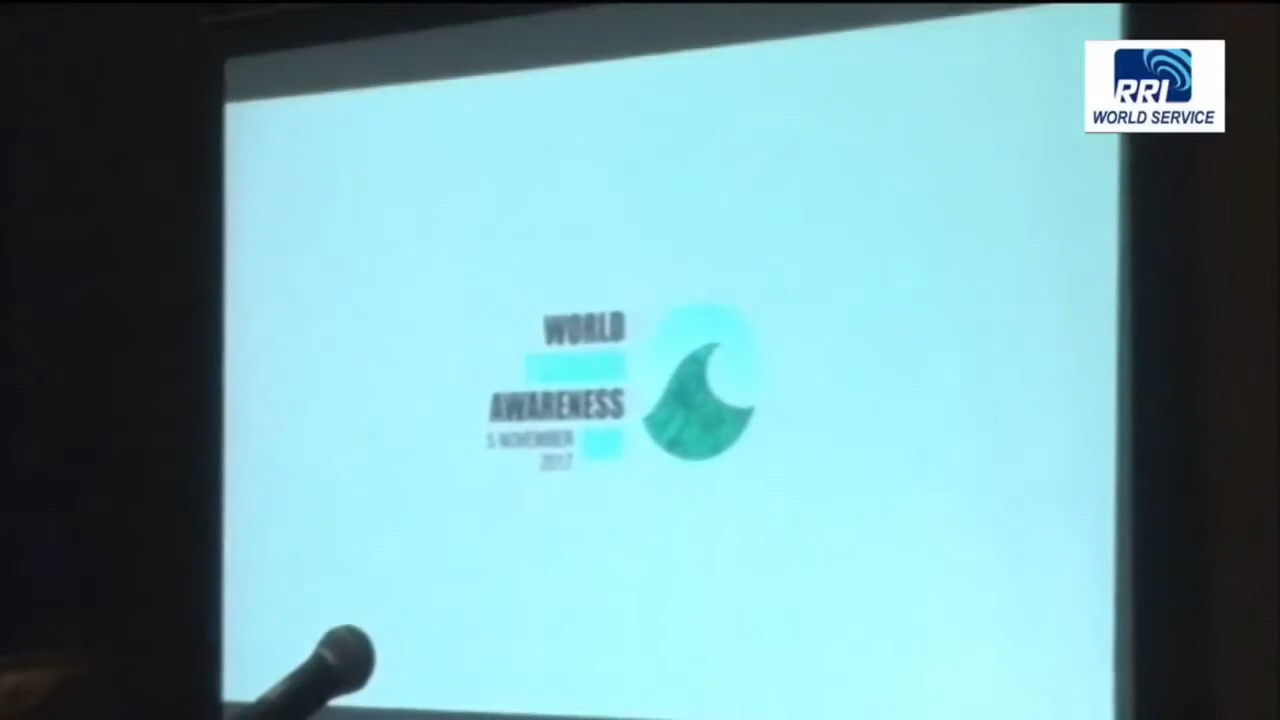 RRI
WORLD SERVICE
WORLD
AWARENESS
5 NOVEMBER
2017